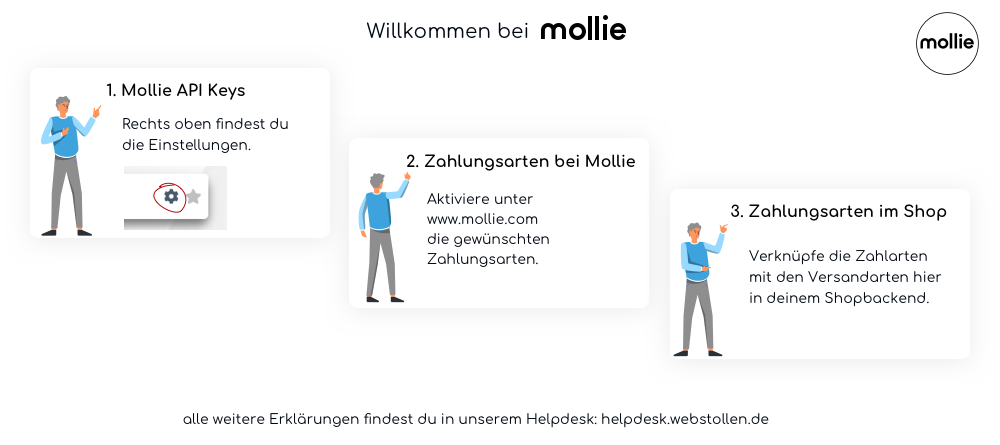 Willkommen bei mollie
mollie
1. Mollie API Keys
Rechts oben findest du
die Einstellungen.
2. Zahlungsarten bei Mollie
Aktiviere unter
www.mollie.com
die gewünschten
Zahlungsarten.
3. Zahlungsarten im Shop
Verknüpfe die Zahlarten
mit den Versandarten hier
in deinem Shopbackend.
alle weitere Erklärungen findest du in unserem Helpdesk: helpdesk.webstollen.de